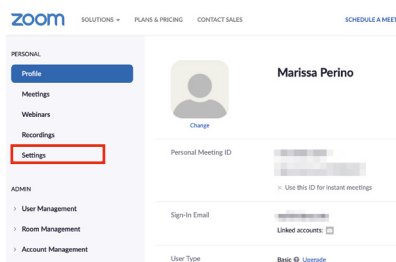 zoom SOLUTIONS PLANS & PRICING CONTACT SALES SCHEDULE A MEET
PERSONAL
Profile
Meetings
Webinars
Recordings
Settings
ADMIN
> User Management
> Room Management
> Account Management
Marissa Perino
Change
Personal Meeting ID
× Use this ID for instant meetings
Sign-In Email
Linked accounts:
User Type Basic Upgrade